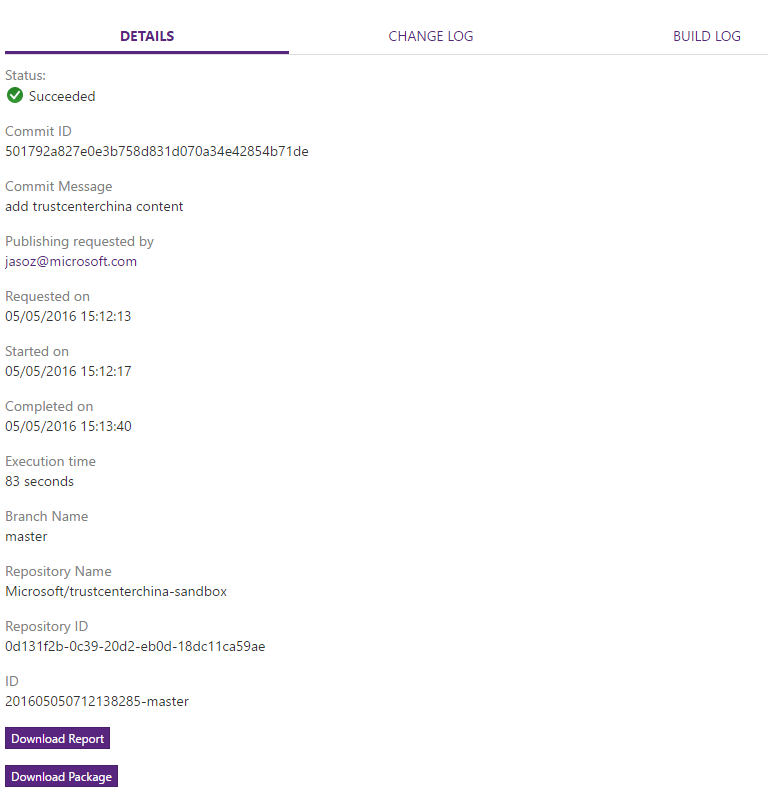 DETAILS CHANGE LOG BUILD LOG
Status:
Succeeded
Commit ID
501792a827e0e3b758d831d070a34e42854b71de
Commit Message
add trustcenterchina content
Publishing requested by
jasoz@microsoft.com
Requested on
05/05/2016 15:12:13
Started on
05/05/2016 15:12:17
Completed on
05/05/2016 15:13:40
Execution time
83 seconds
Branch Name
master
Repository Name
Microsoft/trustcenterchina-sandbox
Repository ID
0d131f2b-0c39-20d2-eb0d-18dc11ca59ae
ID
201605050712138285-master
Download Report
Download Package